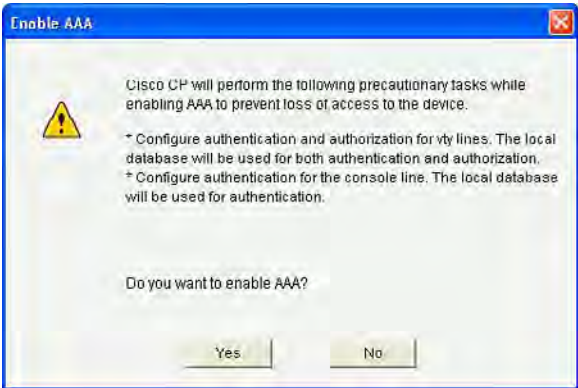 Enable AAA
Cisco CP will perform the following precautionary tasks while
enabling AAA to prevent loss of access to the device.
* Configure authentication and authorization for vty lines. The local
database will be used for both authentication and authorization.
* Configure authentication for the console line. The local database
will be used for authentication.
Do you want to enable AAA?
Yes No